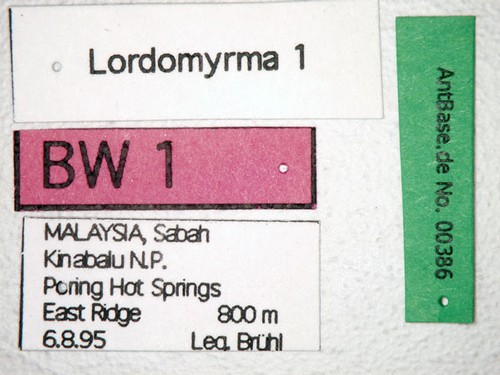 Lordomyrma 1
BW 1
MALAYSIA, Sabah
Kinabalu N.P.
Poring Hot Springs
East Ridge 800 m
6.8.95 Leg. Brühl
AntBase.de No. 00386